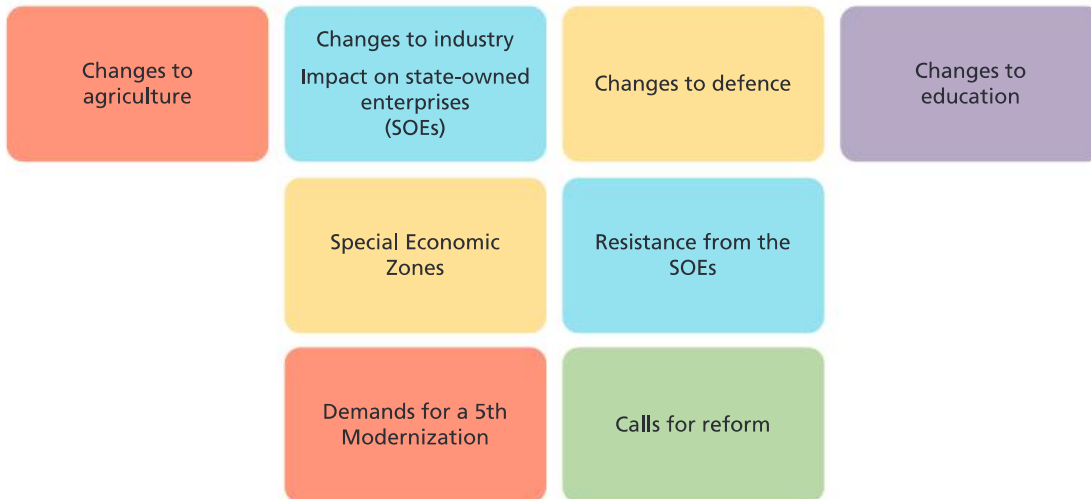 Changes to
agriculture
Changes to industry
Impact on state-owned
enterprises
(SOEs)
Changes to defence
Changes to
education
Special Economic
Zones
Resistance from the
SOEs
Demands for a 5th
Modernization
Calls for reform